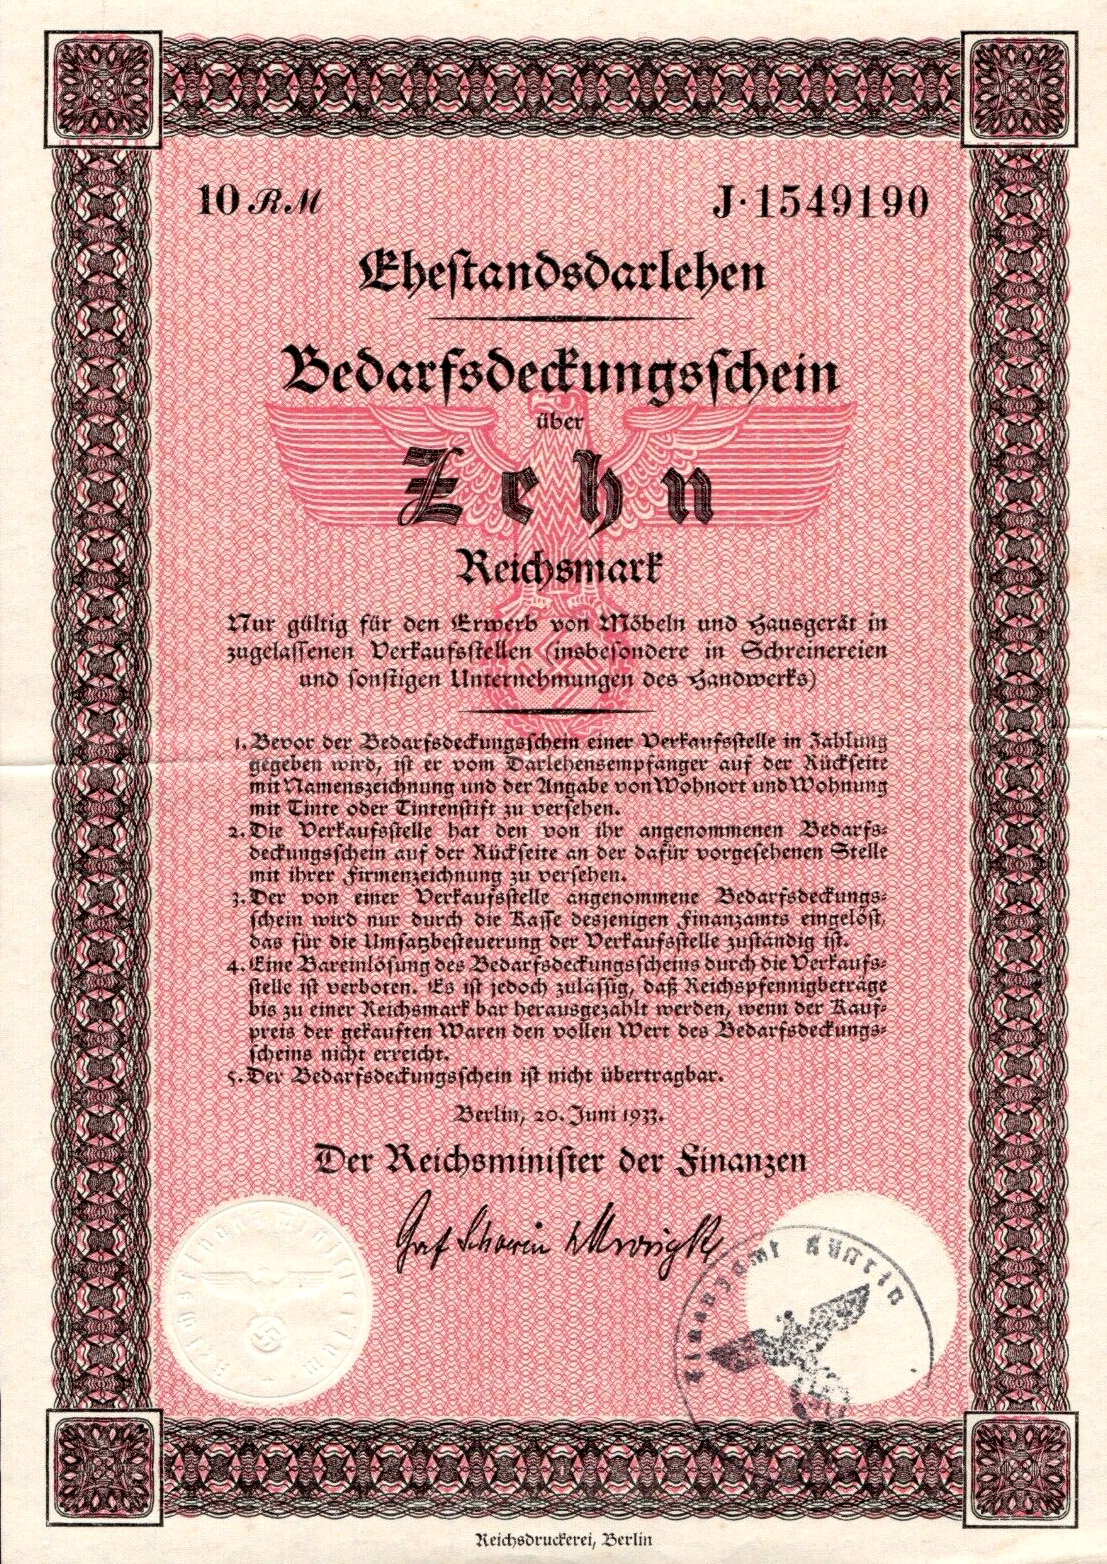 10 RM J·1549190
Ehestandsdarlehen
Bedarfsdeckungsschein
über
Zehn
Reichsmark
Nur gültig für den Erwerb von Möbeln und Hausgerät in
zugelassenen Verkaufsstellen (insbesondere in Schreinereien
und sonstigen Unternehmungen des Handwerks)
1. Bevor der Bedarfsdeckungsschein einer Verkaufsstelle in Zahlung
gegeben wird, ist er vom Darlehensempfänger auf der Rückseite
mit Namenszeichnung und der Angabe von Wohnort und Wohnung
mit Tinte oder Tintenstift zu versehen.
2. Die Verkaufsstelle hat den von ihr angenommenen Bedarfs-
deckungsschein auf der Rückseite an der dafür vorgesehenen Stelle
mit ihrer Firmenzeichnung zu versehen.
3. Der von einer Verkaufsstelle angenommene Bedarfsdeckungs-
schein wird nur durch die Kasse desjenigen Finanzamts eingelöst,
das für die Umsatzbesteuerung der Verkaufsstelle zuständig ist.
4. Eine Bareinlösung des Bedarfsdeckungsscheins durch die Verkaufs-
stelle ist verboten. Es ist jedoch zulässig, daß Reichspfennigbeträge
bis zu einer Reichsmark bar herausgezahlt werden, wenn der Kauf-
preis der gekauften Waren den vollen Wert des Bedarfsdeckungs-
scheins nicht erreicht.
5. Der Bedarfsdeckungsschein ist nicht übertragbar.
Berlin, 20. Juni 1933.
Der Reichsminister der Finanzen
Graf Schwerin Krosigk
Reichsfinanzministerium
Finanzamt Küstrin
Reichsdruckerei, Berlin